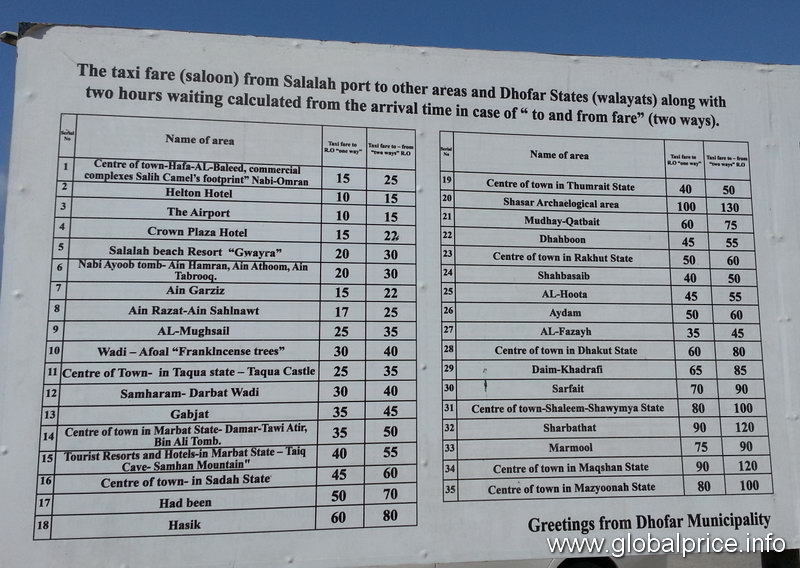 The taxi fare (saloon) from Salalah port to other areas and Dhofar States (walayats) along with
two hours waiting calculated from the arrival time in case of “ to and from fare” (two ways).
Serial No Name of area Taxi fare to R.O "one way" Taxi fare to – from "two ways" R.O
1 Centre of town-Hafa-AL-Baleed, commercial
complexes Salih Camel's footprint” Nabi-Omran 15 25
2 Helton Hotel 10 15
3 The Airport 10 15
4 Crown Plaza Hotel 15 22
5 Salalah beach Resort “Gwayra” 20 30
6 Nabi Ayoob tomb- Ain Hamran, Ain Athoom, Ain
Tabrooq. 20 30
7 Ain Garziz 15 22
8 Ain Razat-Ain Sahlnawt 17 25
9 AL-Mughsail 25 35
10 Wadi – Afoal “Frankincense trees” 30 40
11 Centre of Town- in Taqua state – Taqua Castle 25 35
12 Samharam- Darbat Wadi 30 40
13 Gabjat 35 45
14 Centre of town in Marbat State- Damar-Tawi Atir,
Bin Ali Tomb. 35 50
15 Tourist Resorts and Hotels-in Marbat State – Taiq
Cave- Samhan Mountain" 40 55
16 Centre of town- in Sadah State 45 60
17 Had been 50 70
18 Hasik 60 80
Serial No Name of area Taxi fare to R.O "one way" Taxi fare to – from "two ways" R.O
19 Centre of town in Thumrait State 40 50
20 Shasar Archaelogical area 100 130
21 Mudhay-Qatbait 60 75
22 Dhahboon 45 55
23 Centre of town in Rakhut State 50 60
24 Shahbasaib 40 50
25 AL-Hoota 45 55
26 Aydam 50 60
27 AL-Fazayh 35 45
28 Centre of town in Dhakut State 60 80
29 Daim-Khadrafi 65 85
30 Sarfait 70 90
31 Centre of town-Shaleem-Shawymya State 80 100
32 Sharbathat 90 120
33 Marmool 75 90
34 Centre of town in Maqshan State 90 120
35 Centre of town in Mazyoonah State 80 100
Greetings from Dhofar Municipality
www.globalprice.info